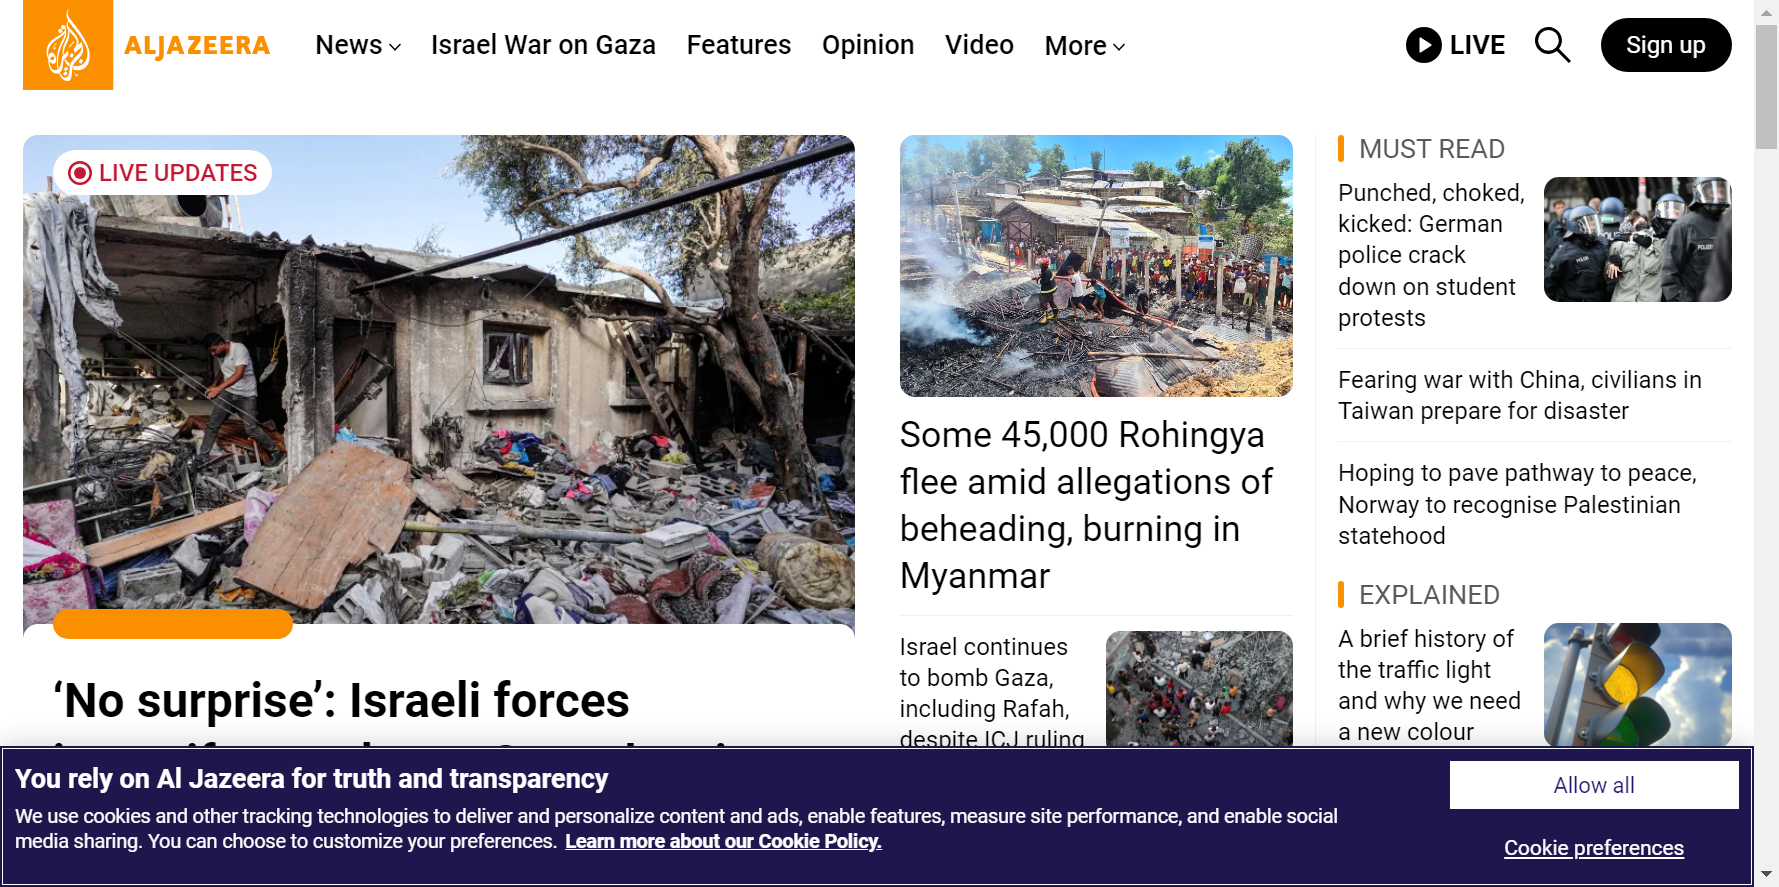 ALJAZEERA
News
Israel War on Gaza
Features
Opinion
Video
More
LIVE
Sign up
LIVE UPDATES
‘No surprise’: Israeli forces
Some 45,000 Rohingya
flee amid allegations of
beheading, burning in
Myanmar
Israel continues
to bomb Gaza,
including Rafah,
despite ICJ ruling
MUST READ
Punched, choked,
kicked: German
police crack
down on student
protests
Fearing war with China, civilians in
Taiwan prepare for disaster
Hoping to pave pathway to peace,
Norway to recognise Palestinian
statehood
EXPLAINED
A brief history of
the traffic light
and why we need
a new colour
You rely on Al Jazeera for truth and transparency
We use cookies and other tracking technologies to deliver and personalize content and ads, enable features, measure site performance, and enable social
media sharing. You can choose to customize your preferences. Learn more about our Cookie Policy.
Allow all
Cookie preferences